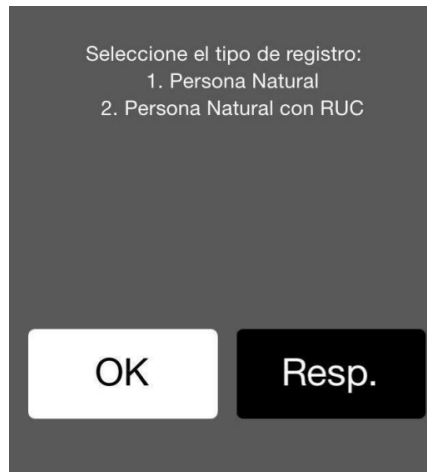 Seleccione el tipo de registro:
1. Persona Natural
2. Persona Natural con RUC
OK
Resp.